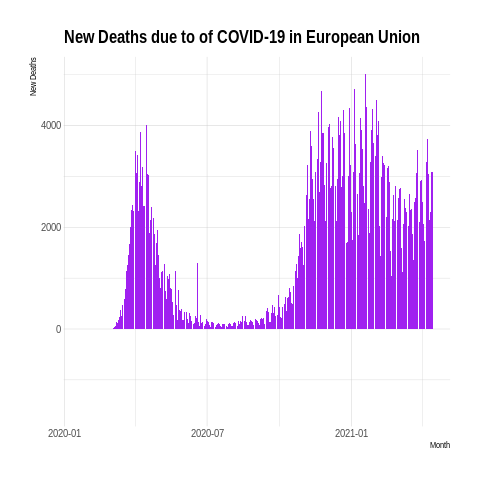 New Deaths due to of COVID-19 in European Union
New Deaths
4000
2000
0
2020-01
2020-07
2021-01
Month